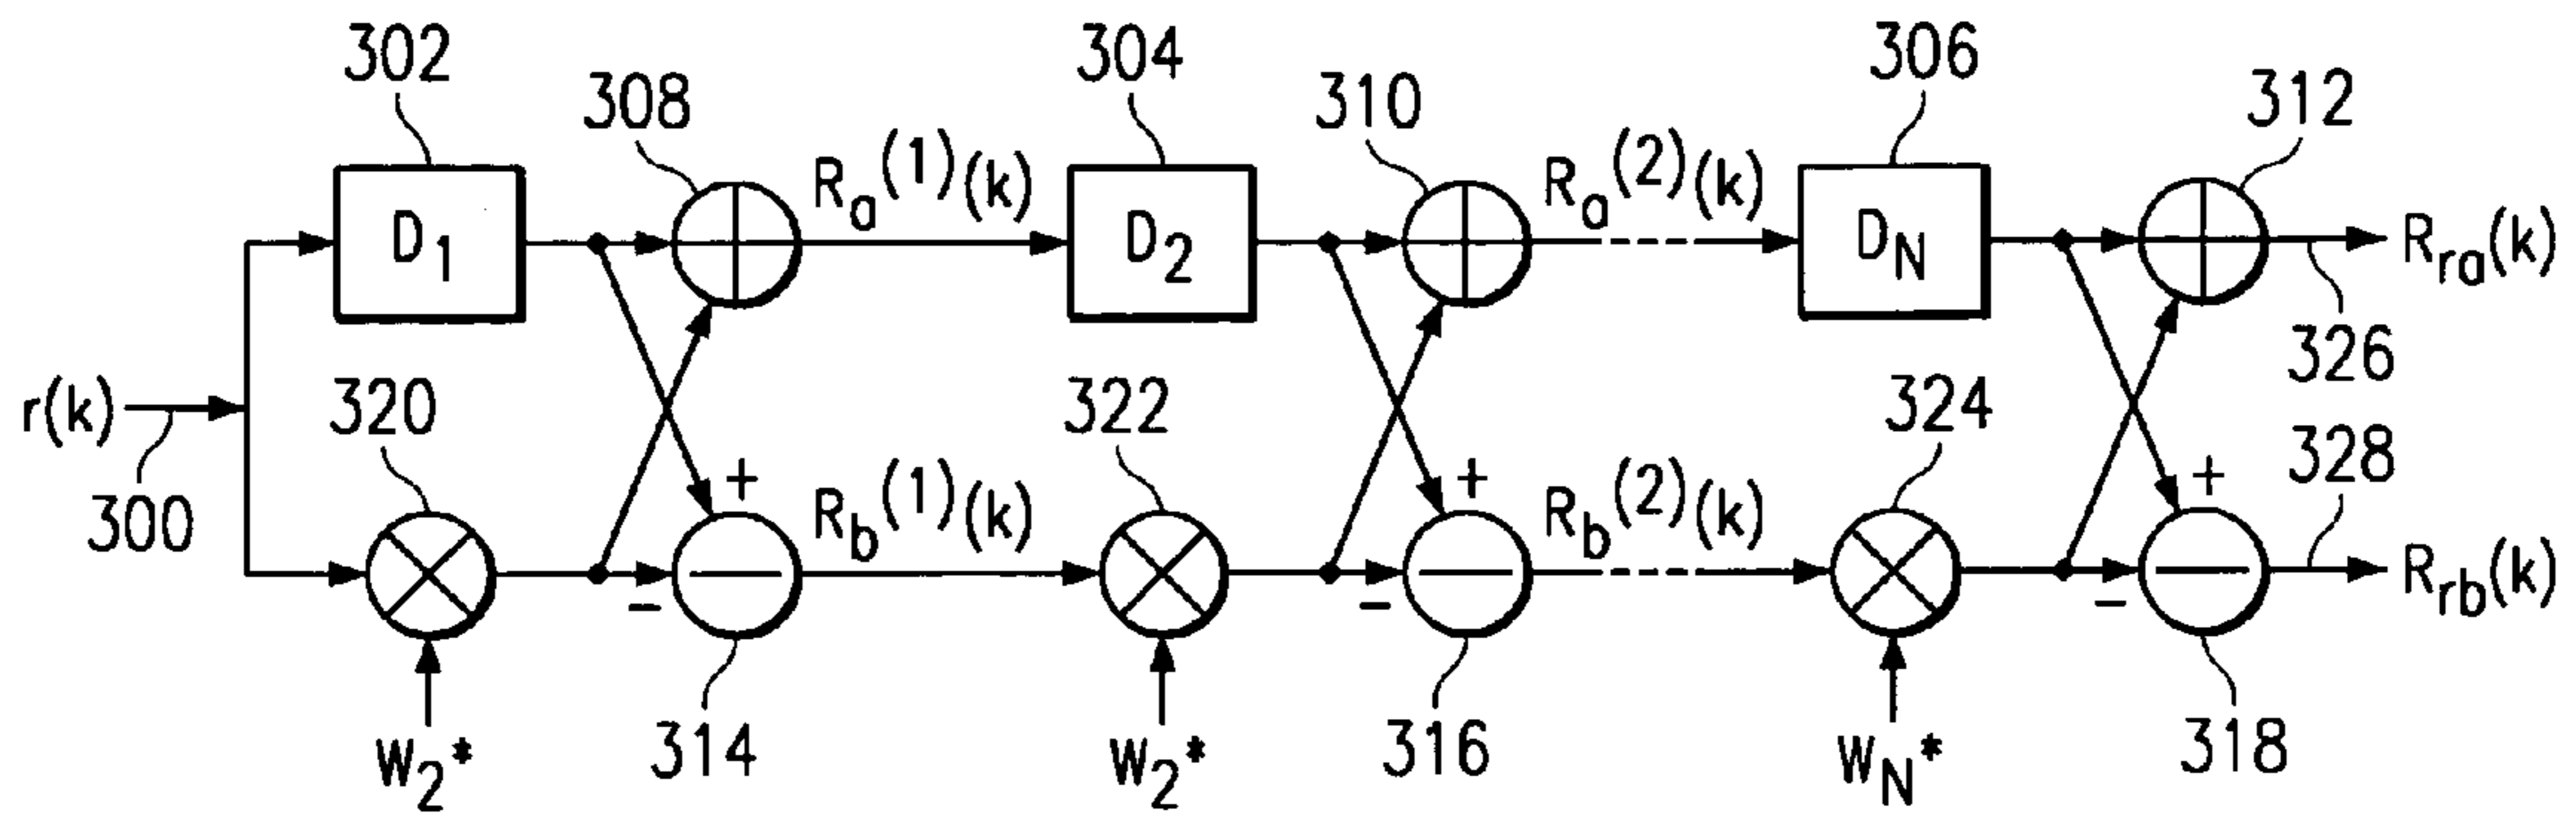 302
304
306
308
310
312
D1
Ra(1)(k)
D2
Ra(2)(k)
DN
Rra(k)
326
r(k)
300
320
322
324
328
+
+
+
Rb(1)(k)
Rb(2)(k)
Rrb(k)
-
-
-
W2*
314
W2*
316
WN*
318